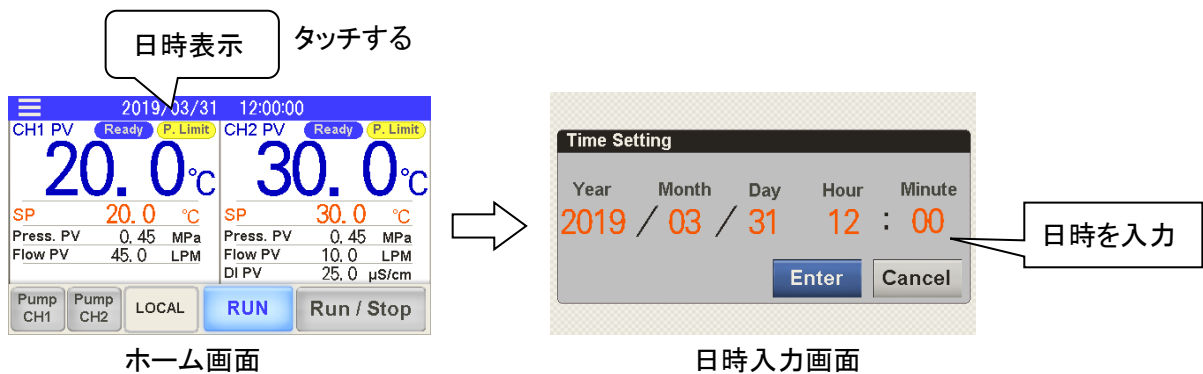 日時表示
タッチする
2019/03/31 12:00:00
CH1 PV Ready P. Limit
20.0℃
SP 20.0 ℃
Press. PV 0.45 MPa
Flow PV 45.0 LPM
CH2 PV Ready P. Limit
30.0℃
SP 30.0 ℃
Press. PV 0.45 MPa
Flow PV 10.0 LPM
DI PV 25.0 μS/cm
Pump CH1
Pump CH2
LOCAL
RUN
Run / Stop
ホーム画面
Time Setting
Year Month Day Hour Minute
2019 / 03 / 31 12 : 00
Enter Cancel
日時を入力
日時入力画面